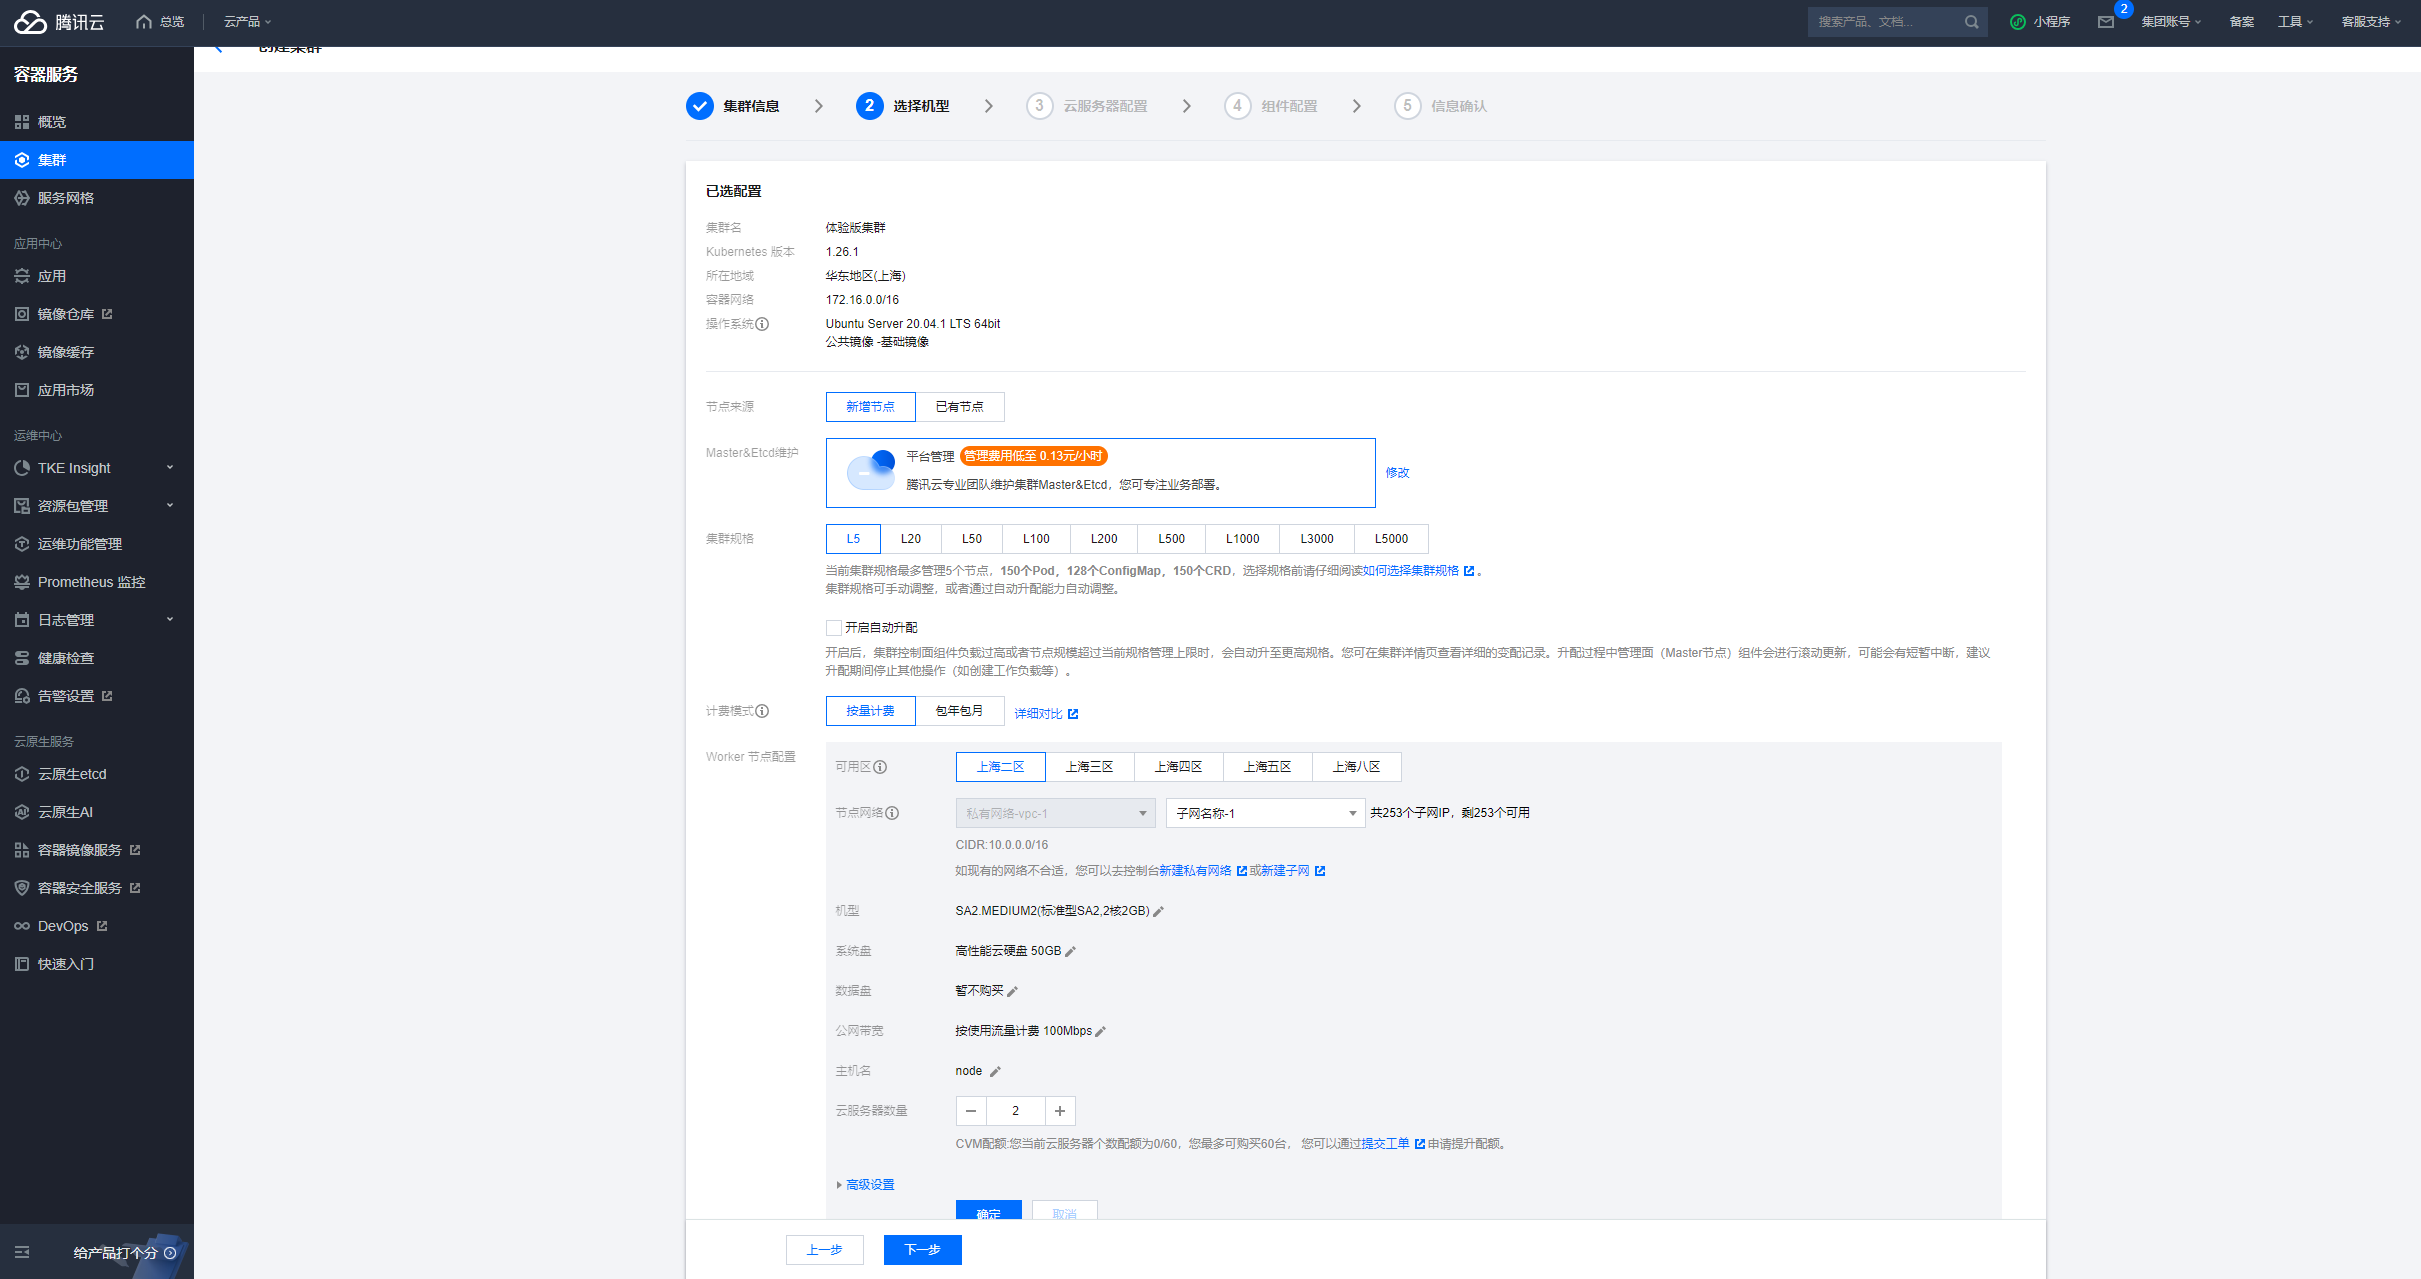 腾讯云
总览
云产品
搜索产品、文档...
小程序
2
集团账号
备案
工具
客服支持
创建集群
容器服务
概览
集群
服务网格
应用中心
应用
镜像仓库
镜像缓存
应用市场
运维中心
TKE Insight
资源包管理
运维功能管理
Prometheus 监控
日志管理
健康检查
告警设置
云原生服务
云原生etcd
云原生AI
容器镜像服务
容器安全服务
DevOps
快速入门
给产品打个分
集群信息
2 选择机型
3 云服务器配置
4 组件配置
5 信息确认
已选配置
集群名 体验版集群
Kubernetes 版本 1.26.1
所在地域 华东地区(上海)
容器网络 172.16.0.0/16
操作系统 Ubuntu Server 20.04.1 LTS 64bit
公共镜像 -基础镜像
节点来源 新增节点 已有节点
Master&Etcd维护 平台管理 管理费用低至 0.13元/小时
腾讯云专业团队维护集群Master&Etcd，您可专注业务部署。
修改
集群规格 L5 L20 L50 L100 L200 L500 L1000 L3000 L5000
当前集群规格最多管理5个节点，150个Pod，128个ConfigMap，150个CRD，选择规格前请仔细阅读如何选择集群规格 。
集群规格可手动调整，或者通过自动升配能力自动调整。
开启自动升配
开启后，集群控制面组件负载过高或者节点规模超过当前规格管理上限时，会自动升至更高规格。您可在集群详情页查看详细的变配记录。升配过程中管理面（Master节点）组件会进行滚动更新，可能会有短暂中断，建议
升配期间停止其他操作（如创建工作负载等）。
计费模式 按量计费 包年包月 详细对比
Worker 节点配置
可用区 上海二区 上海三区 上海四区 上海五区 上海八区
节点网络 私有网络-vpc-1 子网名称-1 共253个子网IP，剩253个可用
CIDR:10.0.0.0/16
如现有的网络不合适，您可以去控制台新建私有网络 或新建子网
机型 SA2.MEDIUM2(标准型SA2,2核2GB)
系统盘 高性能云硬盘 50GB
数据盘 暂不购买
公网带宽 按使用流量计费 100Mbps
主机名 node
云服务器数量 2
CVM配额:您当前云服务器个数配额为0/60，您最多可购买60台， 您可以通过提交工单 申请提升配额。
高级设置
确定 取消
上一步 下一步